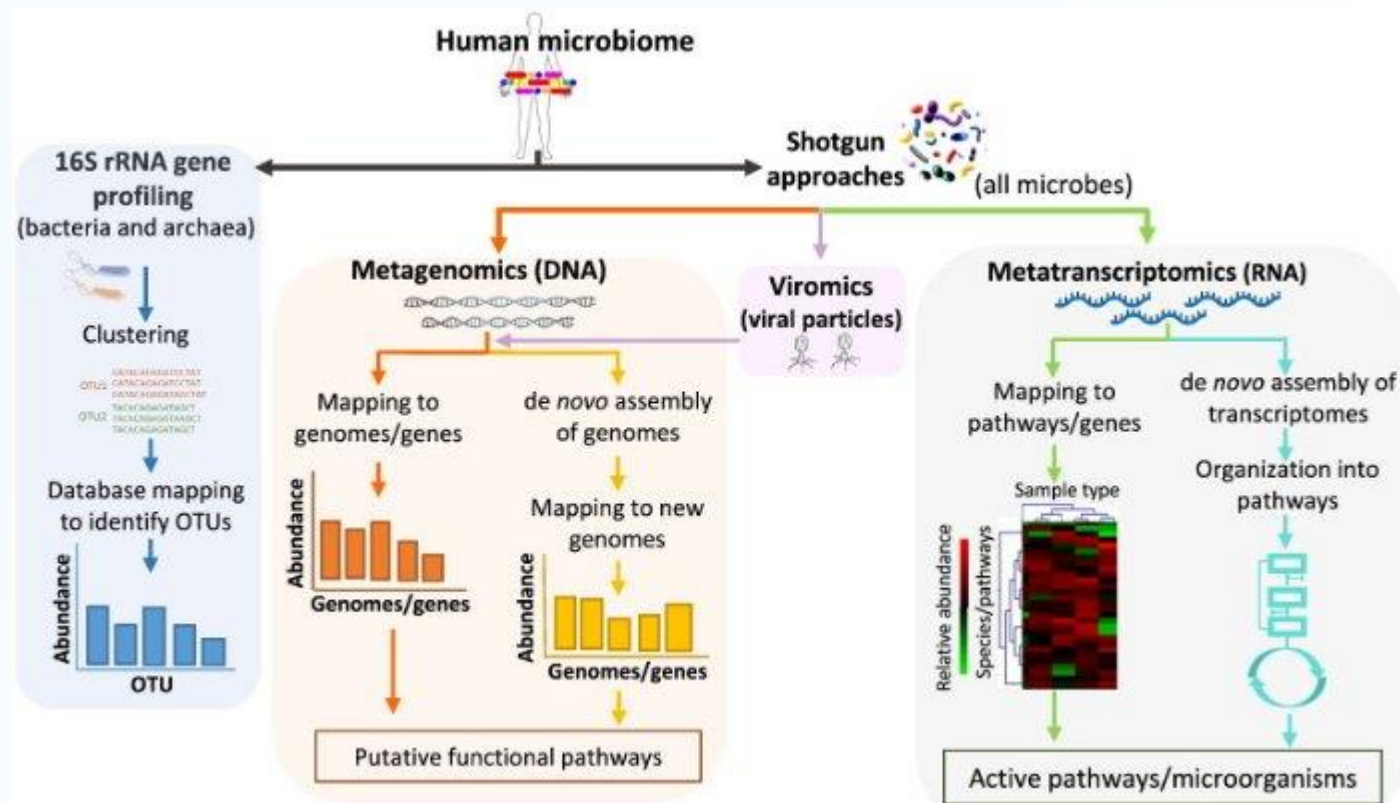 Human microbiome
16S rRNA gene
profiling
(bacteria and archaea)
Clustering
OTU1
OTU2
TACACAGAGATAGCT
Database mapping
to identify OTUs
Abundance
OTU
Shotgun
approaches
(all microbes)
Metagenomics (DNA)
Mapping to
genomes/genes
Abundance
Genomes/genes
de novo assembly
of genomes
Mapping to new
genomes
Abundance
Genomes/genes
Putative functional pathways
Viromics
(viral particles)
Metatranscriptomics (RNA)
Mapping to
pathways/genes
Sample type
Relative abundance
Species/pathways
de novo assembly of
transcriptomes
Organization into
pathways
Active pathways/microorganisms